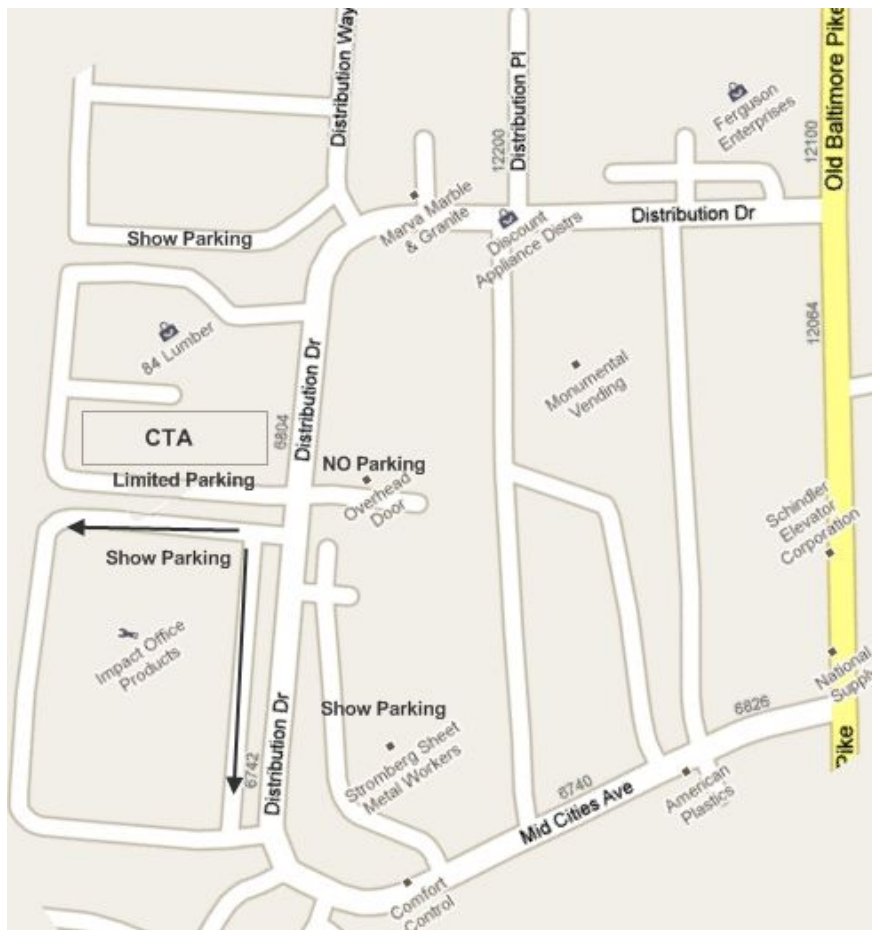 Distribution Way
Distribution Pl
12200
Ferguson
Enterprises
12100
Old Baltimore Pike
Marva Marble
& Granite
Discount
Appliance Distrs
Distribution Dr
Show Parking
84 Lumber
Distribution Dr
6804
CTA
Limited Parking
NO Parking
Overhead
Door
Monumental
Vending
12064
Schindler
Elevator
Corporation
Show Parking
Impact Office
Products
6742
Distribution Dr
Show Parking
Stromberg Sheet
Metal Workers
National
Supply
6826
Pike
American
Plastics
6740
Mid Cities Ave
Comfort
Control